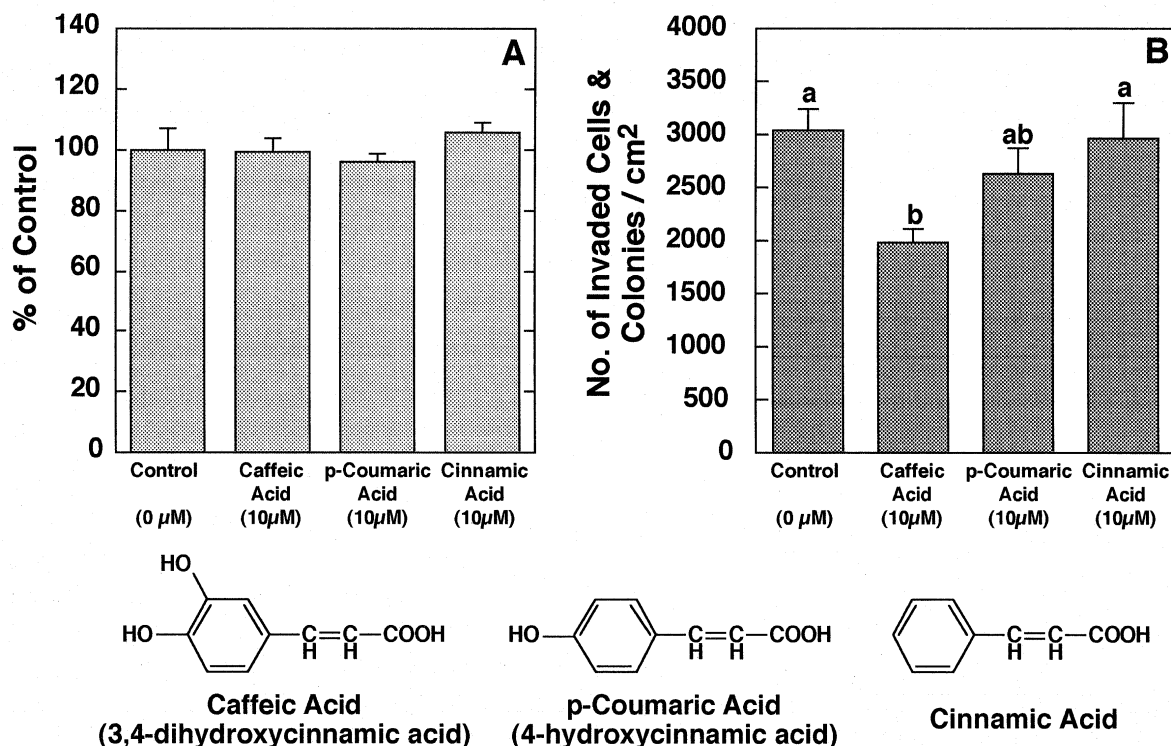 A
% of Control
140
120
100
80
60
40
20
0
Control
(0 µM)
Caffeic
Acid
(10µM)
p-Coumaric
Acid
(10µM)
Cinnamic
Acid
(10µM)
B
No. of Invaded Cells &
Colonies / cm²
4000
3500
3000
2500
2000
1500
1000
500
0
a
b
ab
a
Control
(0 µM)
Caffeic
Acid
(10µM)
p-Coumaric
Acid
(10µM)
Cinnamic
Acid
(10µM)
HO
HO
C=C
H H
COOH
Caffeic Acid
(3,4-dihydroxycinnamic acid)
HO
C=C
H H
COOH
p-Coumaric Acid
(4-hydroxycinnamic acid)
C=C
H H
COOH
Cinnamic Acid